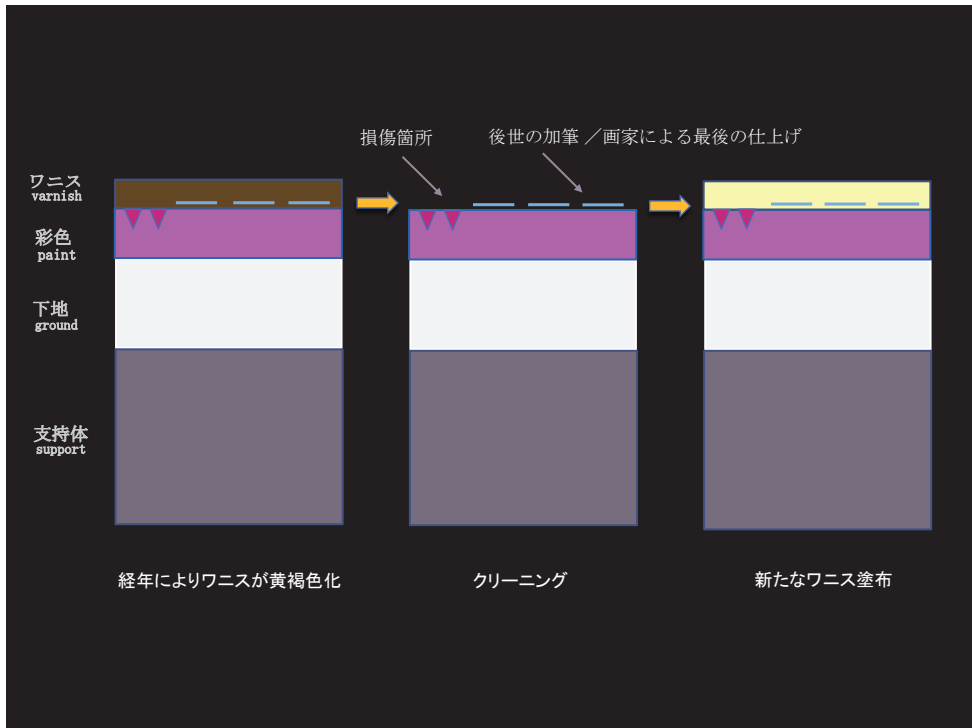 損傷箇所
後世の加筆／画家による最後の仕上げ
ワニス
varnish
彩色
paint
下地
ground
支持体
support
経年によりワニスが黄褐色化
クリーニング
新たなワニス塗布